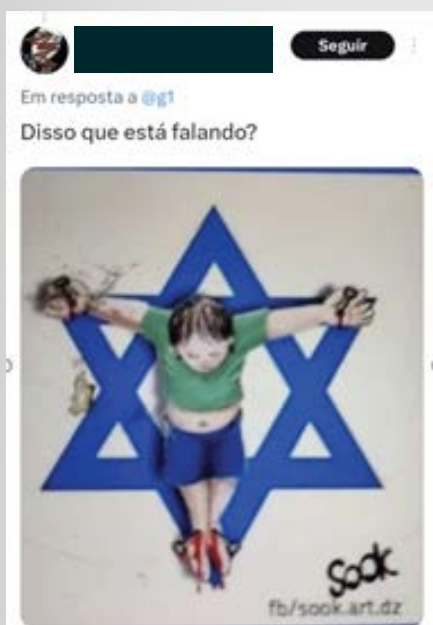 Seguir
Em resposta a @g1
Disso que está falando?
Sook
fb/sook.art.dz